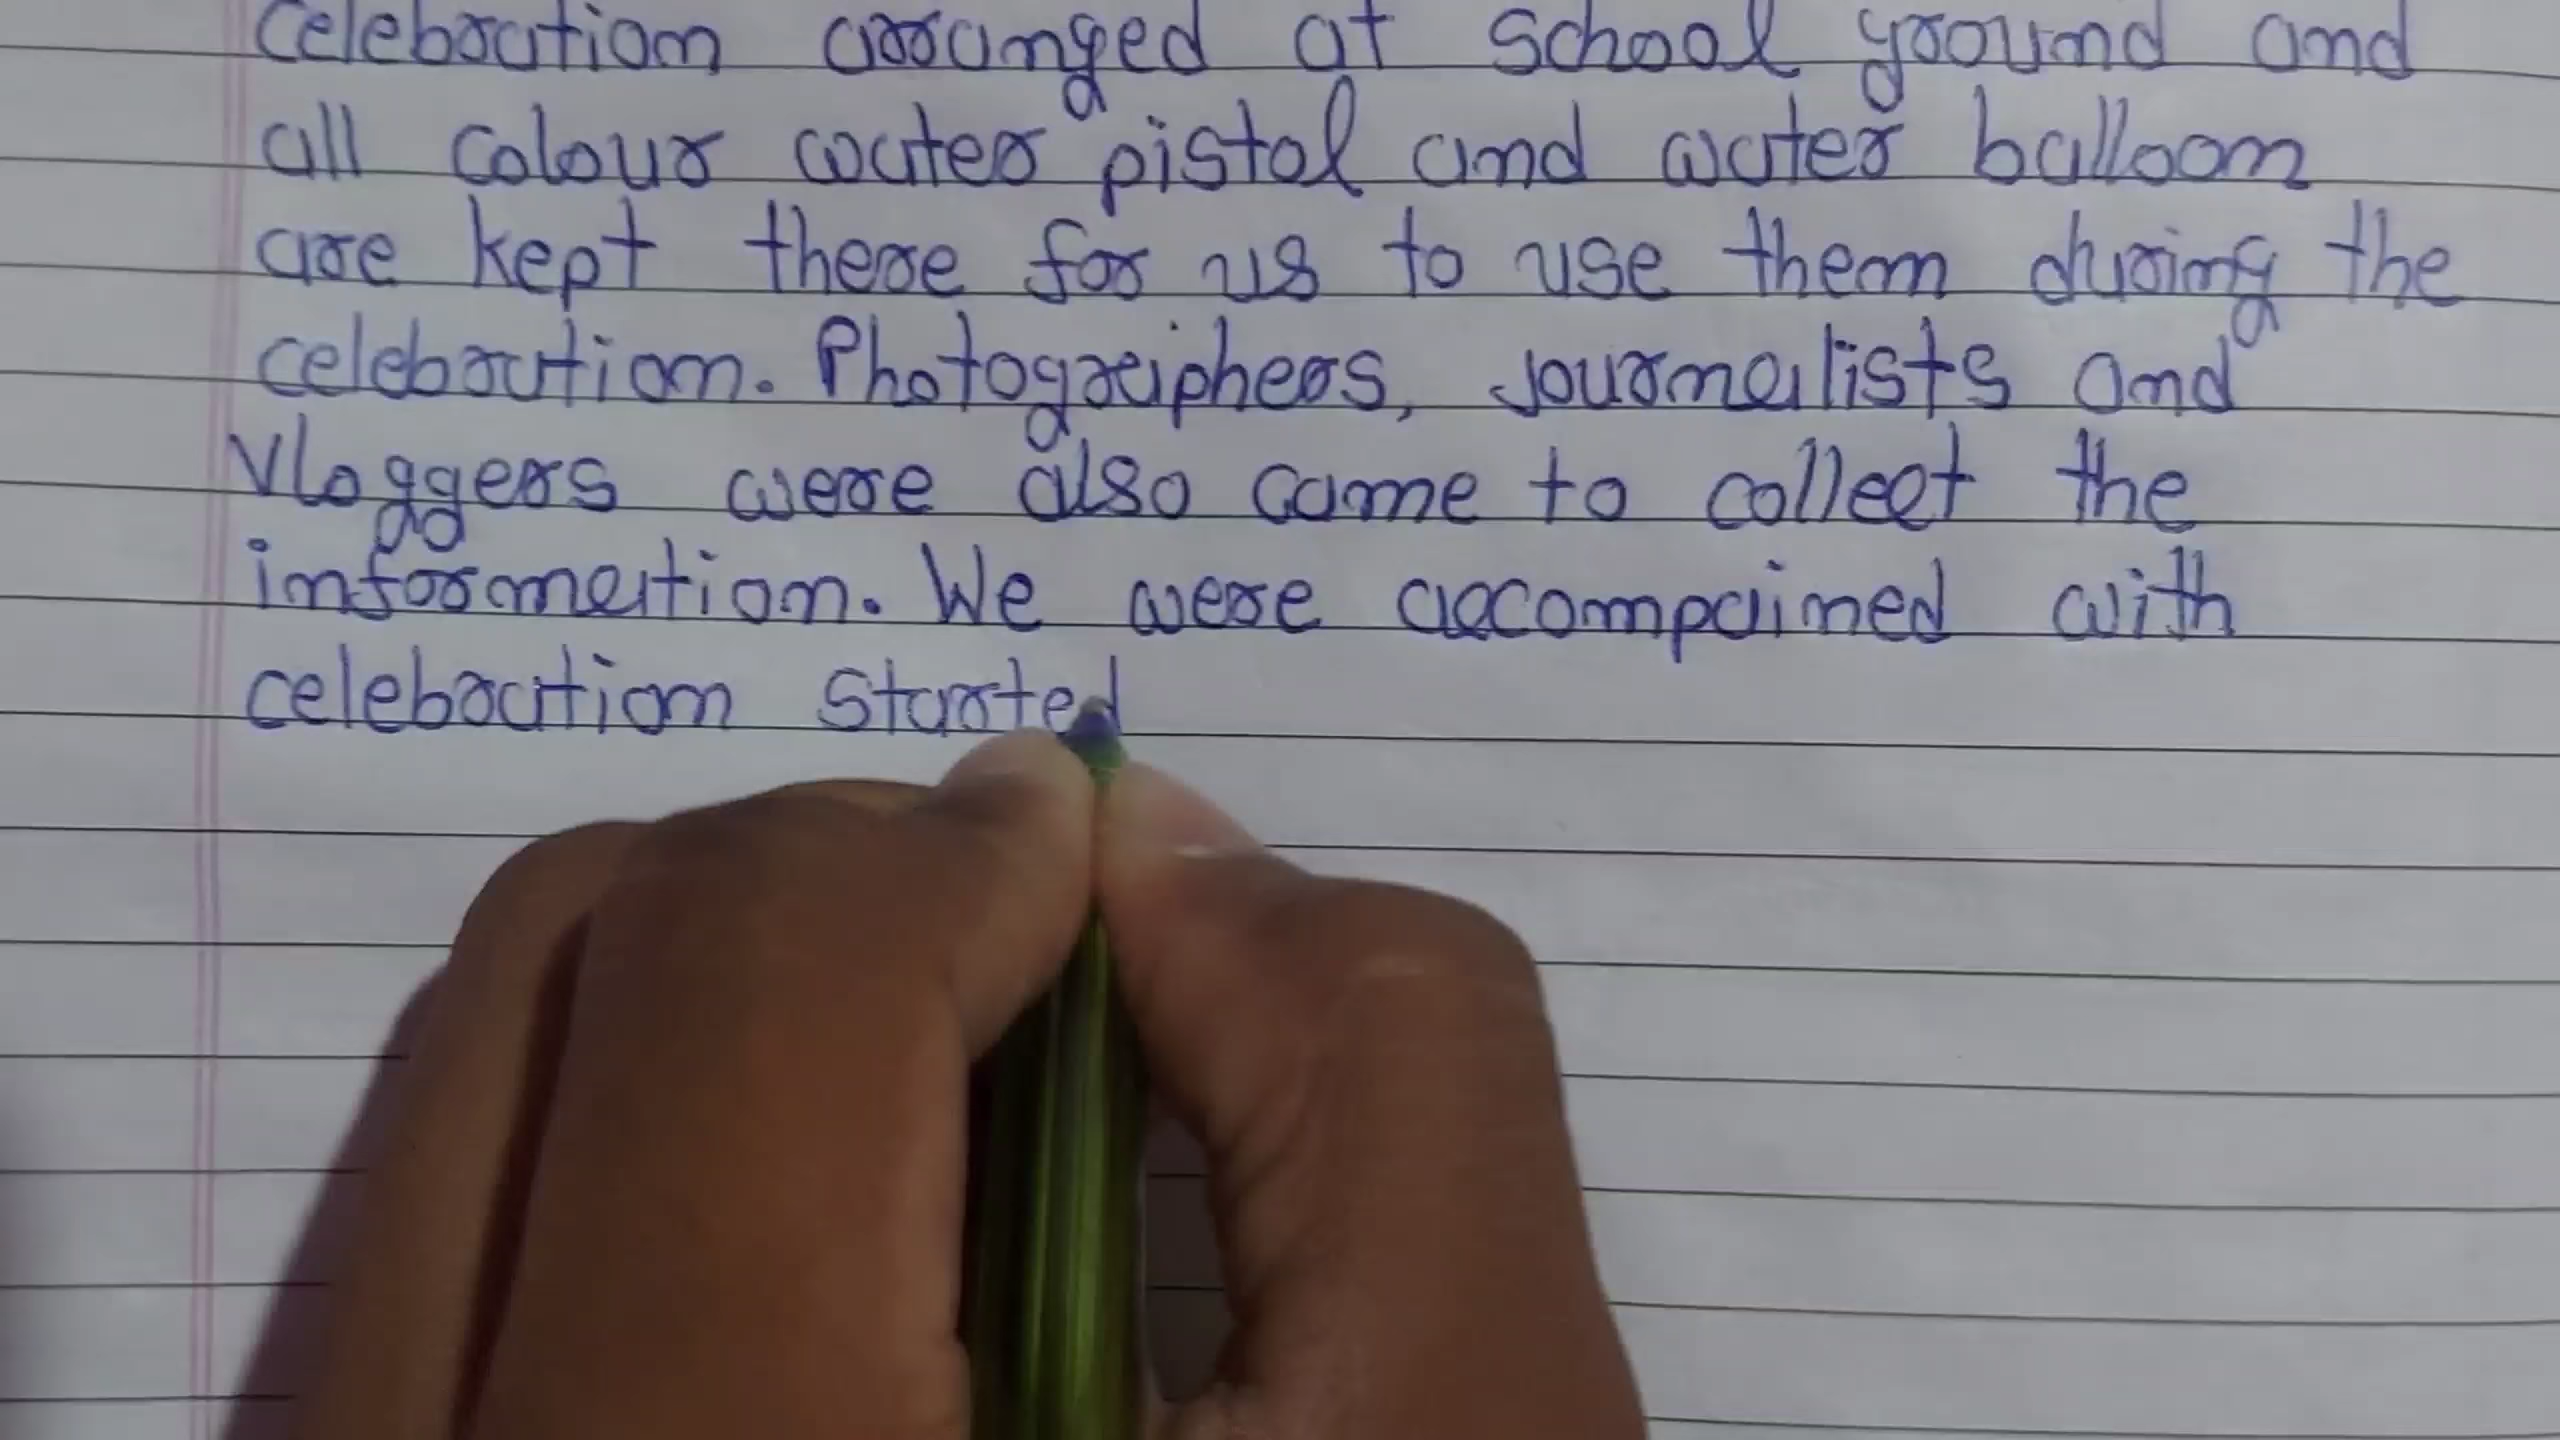 celebration arranged at school ground and
all colour water pistol and water balloon
are kept there for us to use them during the
celebration. Photographers, Journalists and
Vloggers were also came to collect the
information. We were accompained with
celebration started